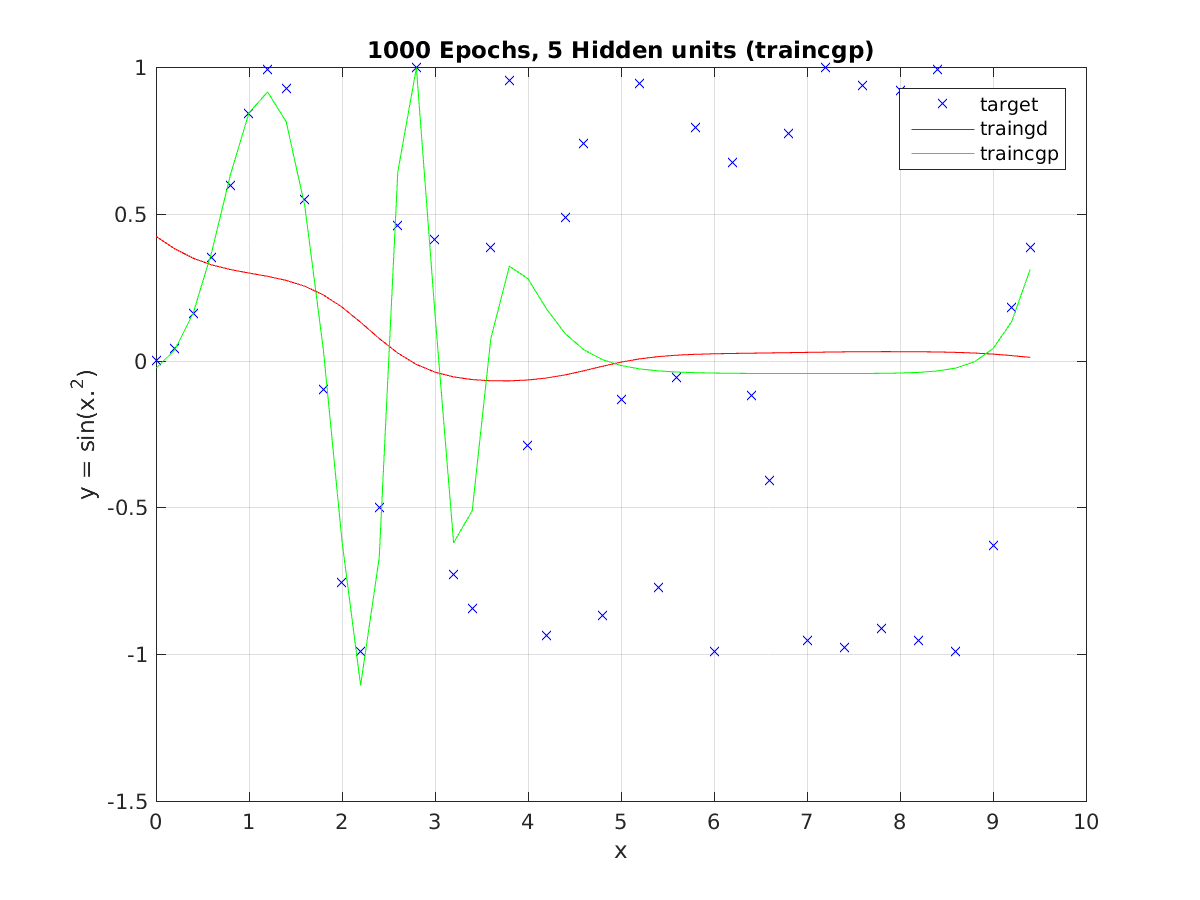 1000 Epochs, 5 Hidden units (traincgp)
target
traingd
traincgp
y = sin(x.²)
1
0.5
0
-0.5
-1
-1.5
0 1 2 3 4 5 6 7 8 9 10
x